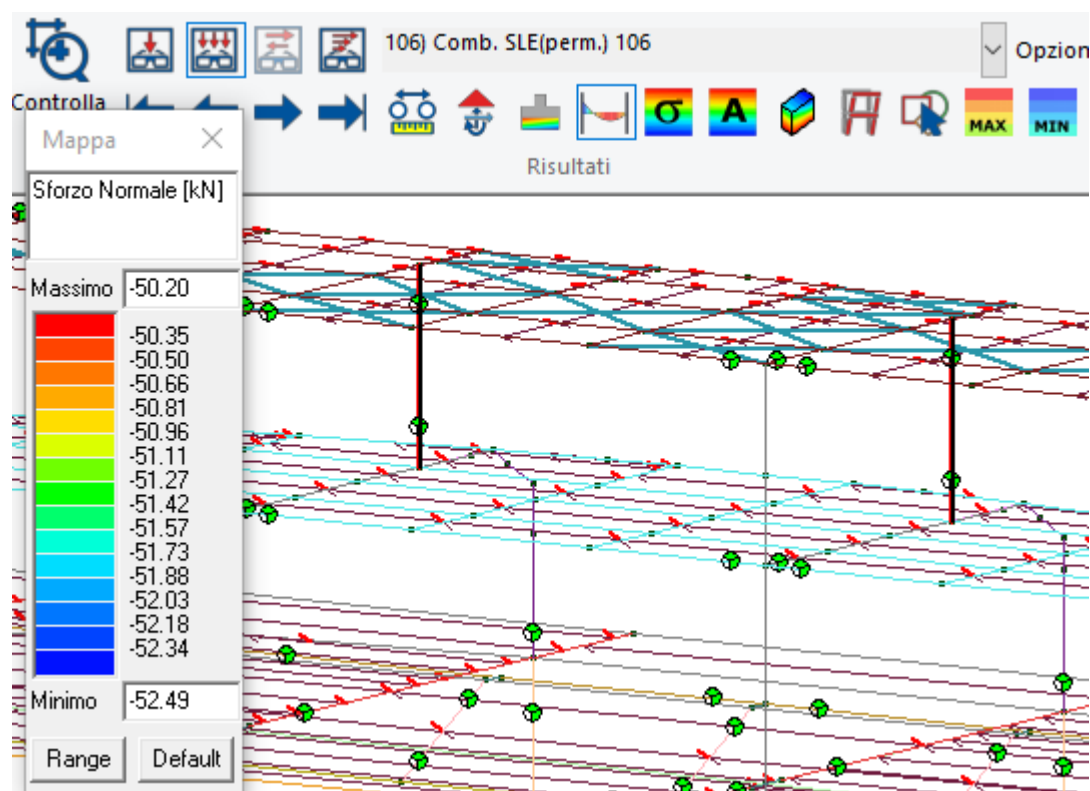 106) Comb. SLE(perm.) 106
Opzion
Controlla
σ
A
MAX
MIN
Risultati
Mappa
Sforzo Normale [kN]
Massimo -50.20
-50.35
-50.50
-50.66
-50.81
-50.96
-51.11
-51.27
-51.42
-51.57
-51.73
-51.88
-52.03
-52.18
-52.34
Minimo -52.49
Range Default